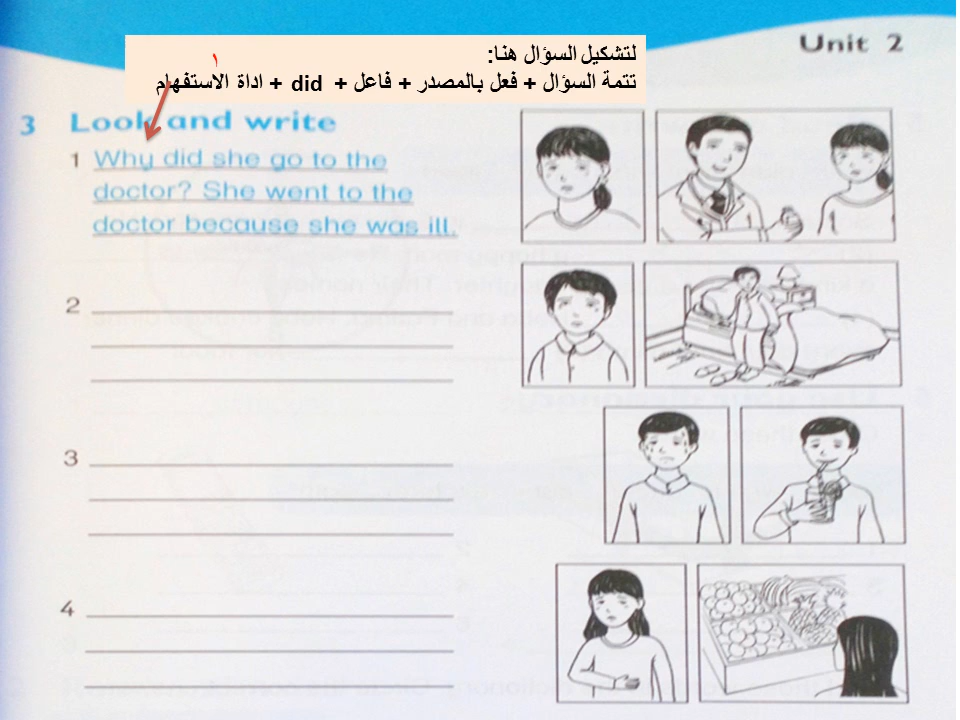 Unit 2
لتشكيل السؤال هنا:
اداة الاستفهام + did + فاعل + فعل بالمصدر + تتمة السؤال
١
3 Look and write
1 Why did she go to the
doctor? She went to the
doctor because she was ill.
2
3
4